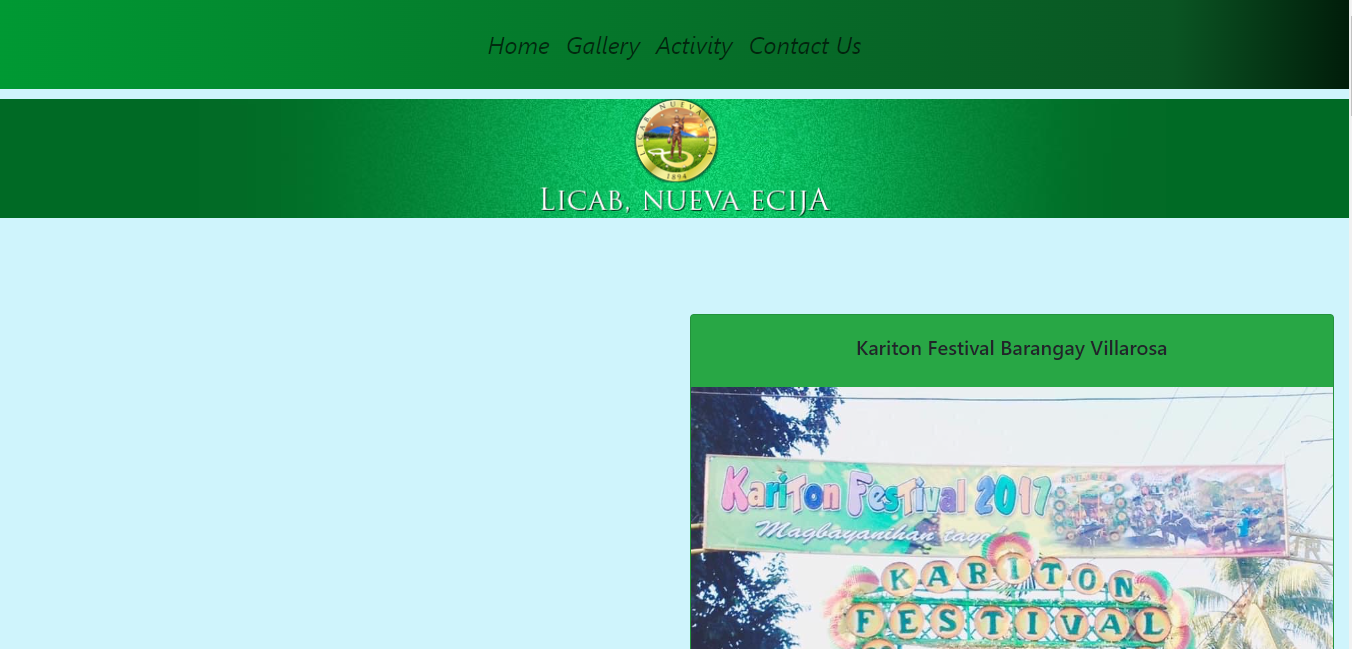 Home Gallery Activity Contact Us
LICAB NUEVA ECIJA
1894
LICAB, NUEVA ECIJA
Kariton Festival Barangay Villarosa
Kariton Festival 2017
Magbayanihan tayo
KARITON
FESTIVAL